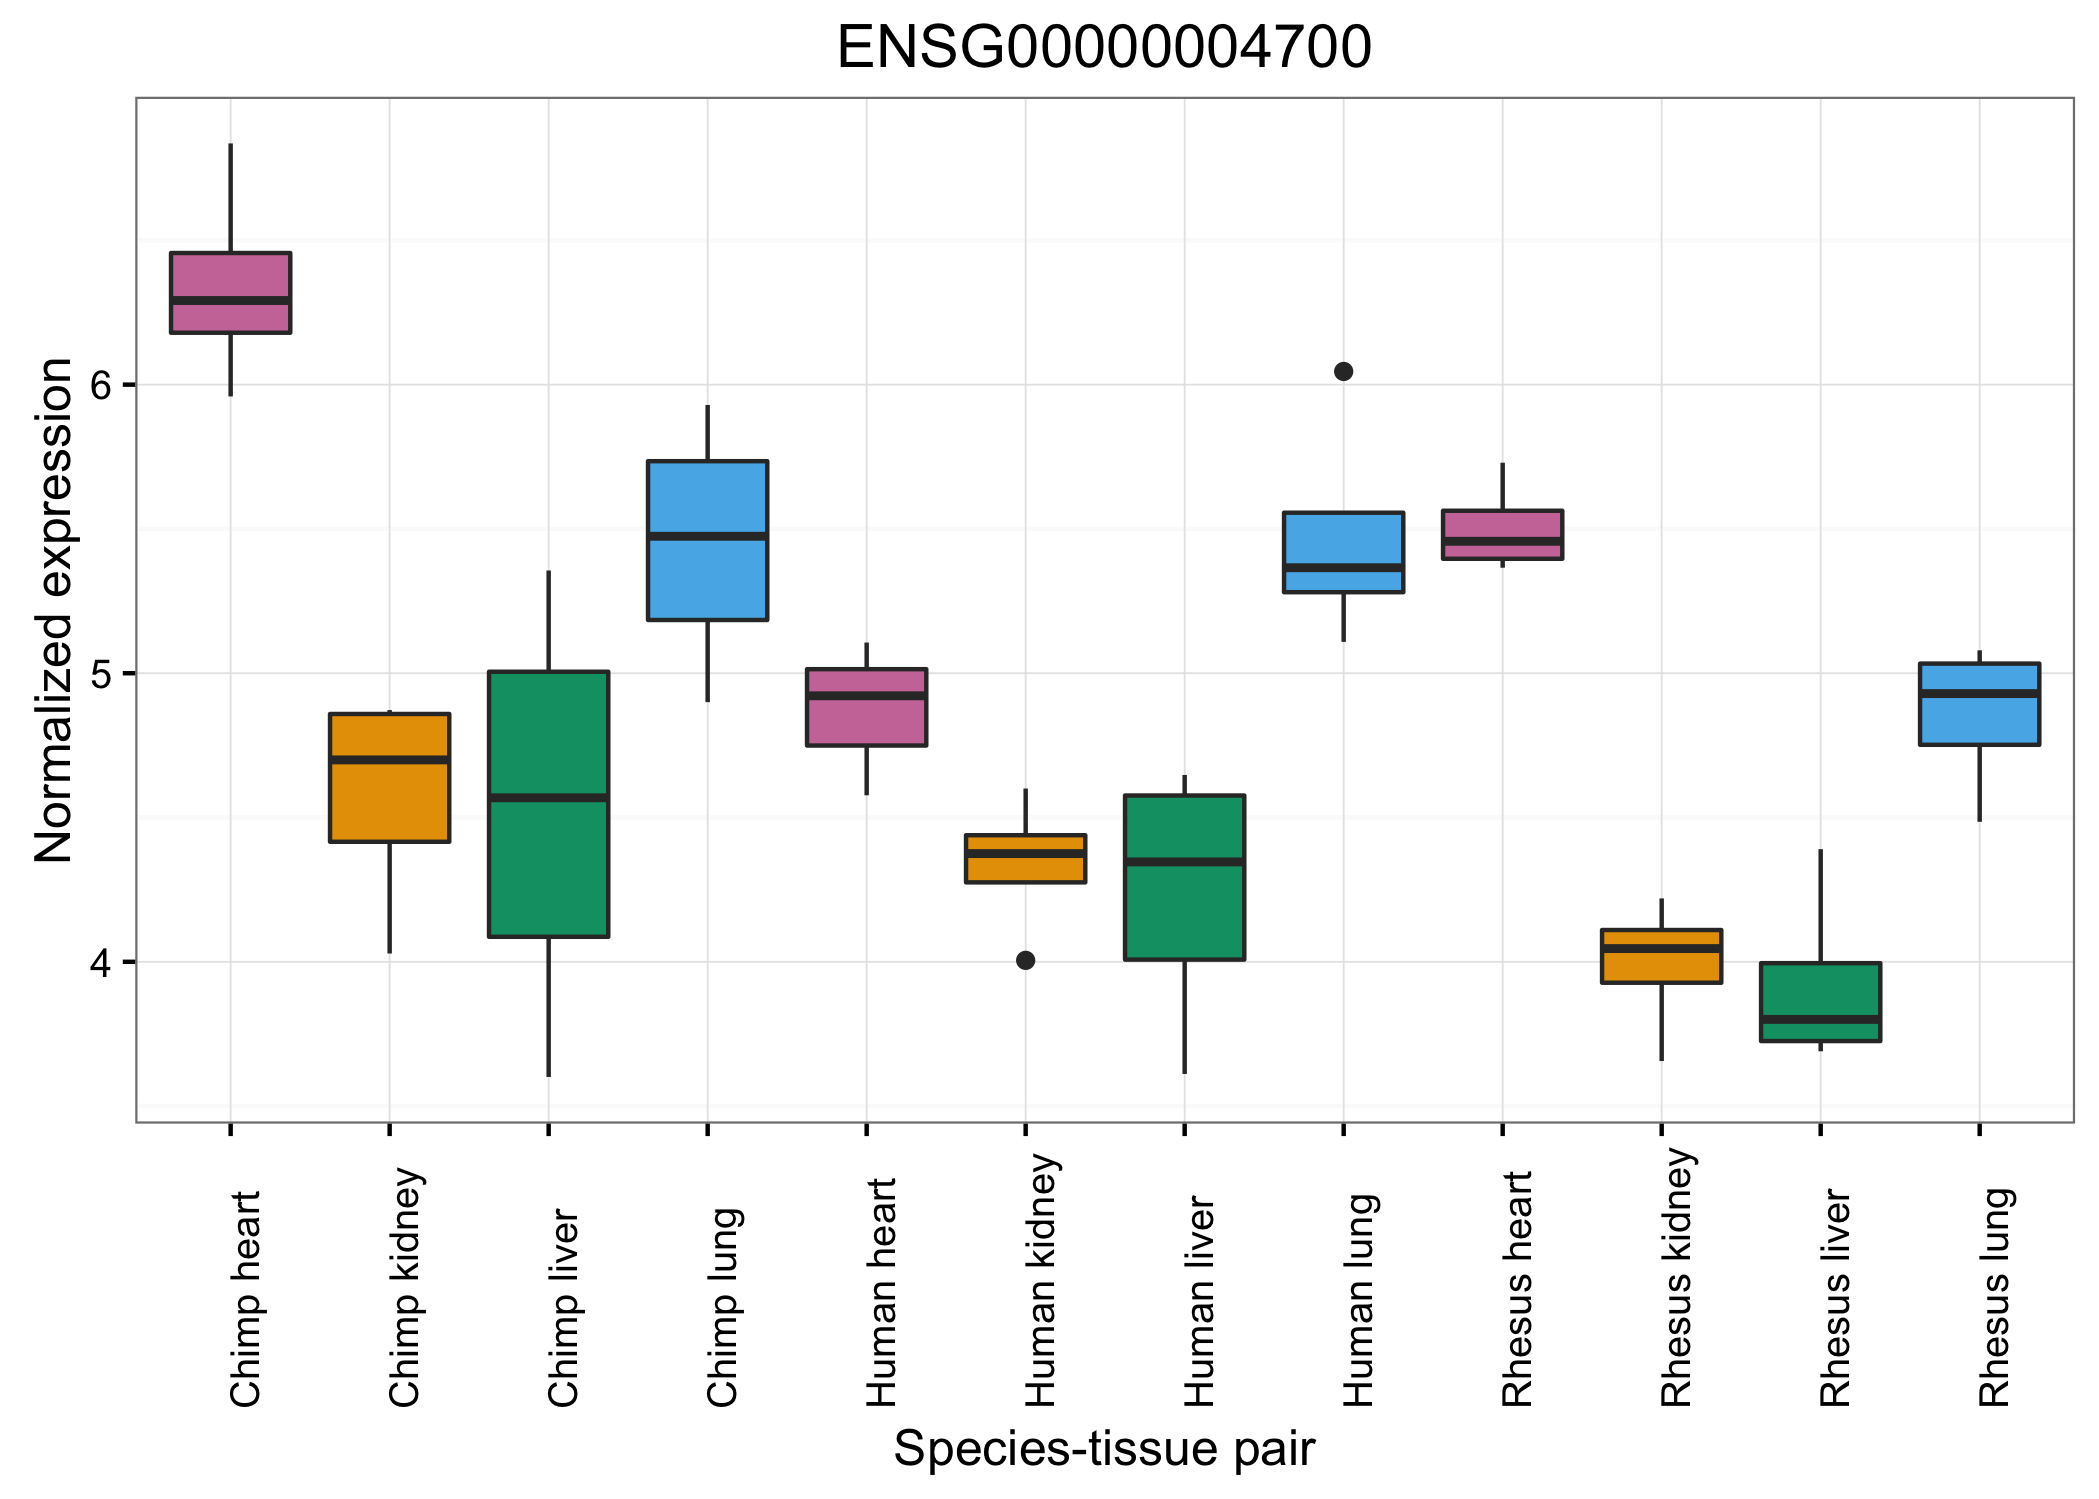 ENSG00000004700
Normalized expression
6
5
4
Chimp heart
Chimp kidney
Chimp liver
Chimp lung
Human heart
Human kidney
Human liver
Human lung
Rhesus heart
Rhesus kidney
Rhesus liver
Rhesus lung
Species-tissue pair